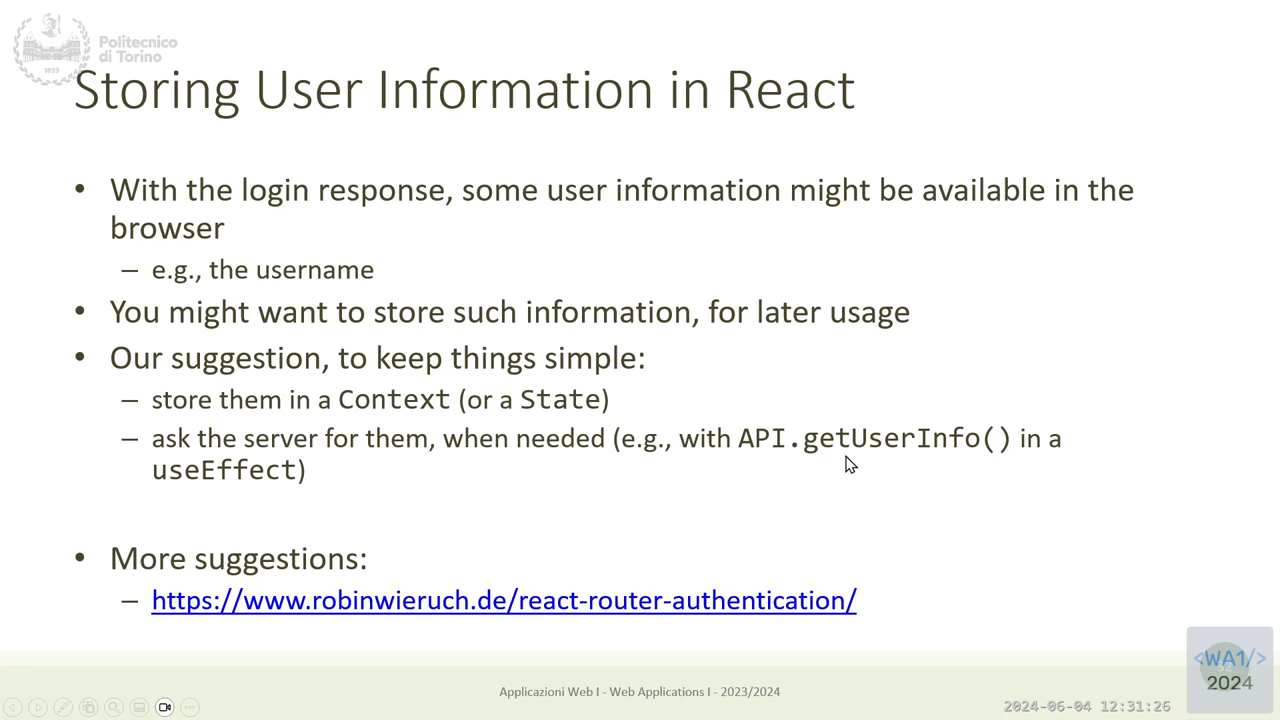 Politecnico
di Torino
1859
Storing User Information in React
• With the login response, some user information might be available in the
browser
– e.g., the username
• You might want to store such information, for later usage
• Our suggestion, to keep things simple:
– store them in a Context (or a State)
– ask the server for them, when needed (e.g., with API.getUserInfo() in a
useEffect)
• More suggestions:
– https://www.robinwieruch.de/react-router-authentication/
<WA1/>
2024
Applicazioni Web I - Web Applications I - 2023/2024
2024-06-04 12:31:26